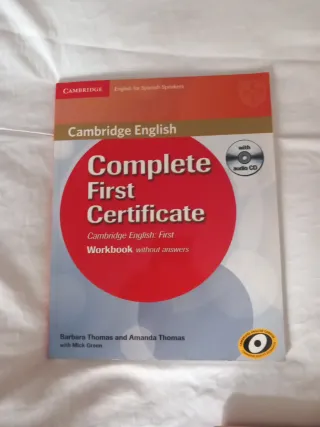 CAMBRIDGE
English for Spanish Speakers
Cambridge English
with
audio CD
Complete
First
Certificate
Cambridge English: First
Workbook without answers
Barbara Thomas and Amanda Thomas
with Mick Green